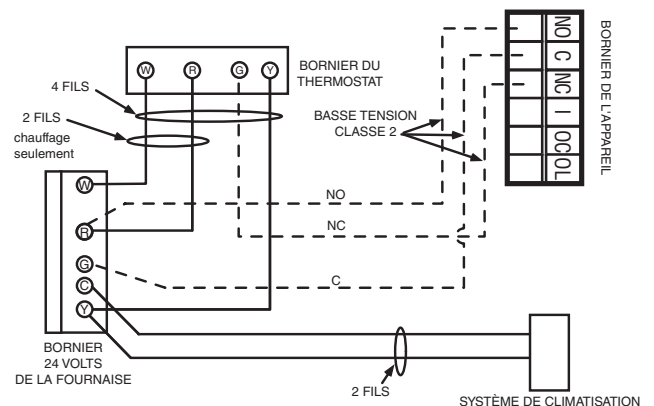 W R G Y
BORNIER DU
THERMOSTAT
4 FILS
2 FILS
chauffage
seulement
BASSE TENSION
CLASSE 2
NO
C
NC
I
OC
OL
BORNIER DE L'APPAREIL
W
R
G
C
Y
NO
NC
C
BORNIER
24 VOLTS
DE LA FOURNAISE
2 FILS
SYSTÈME DE CLIMATISATION